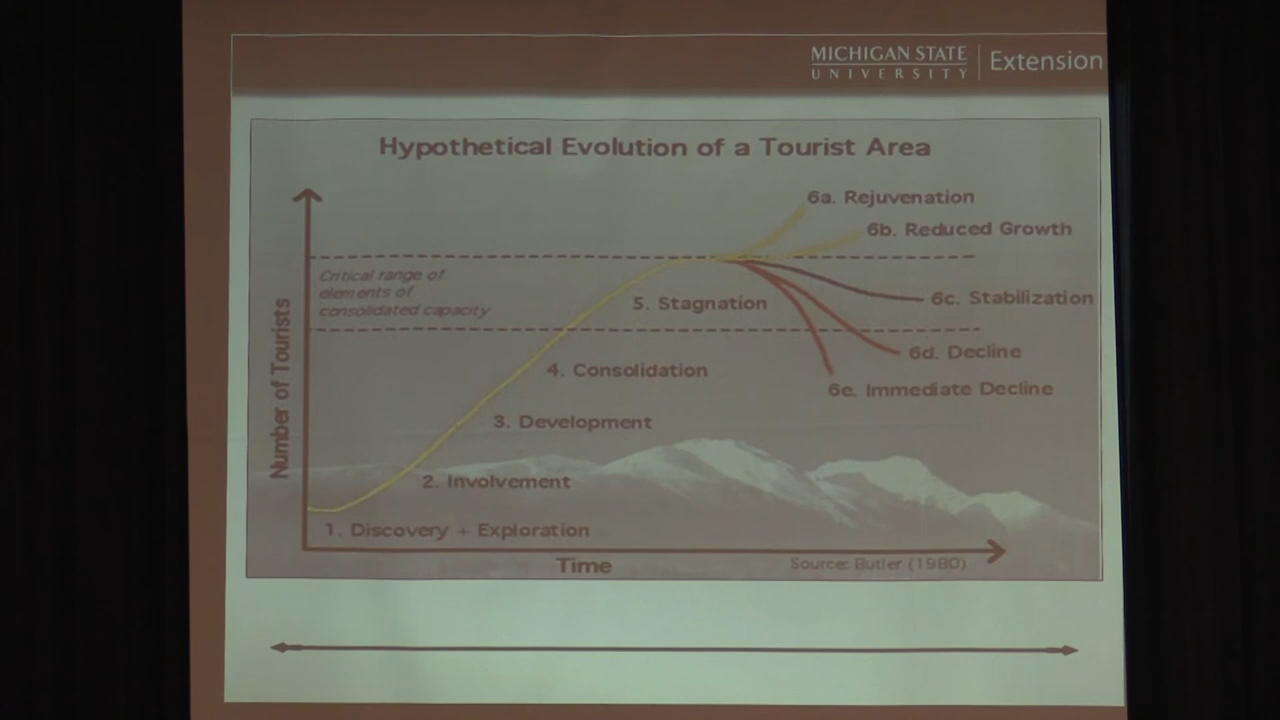 MICHIGAN STATE
UNIVERSITY
Extension
Hypothetical Evolution of a Tourist Area
6a. Rejuvenation
6b. Reduced Growth
Critical range of
elements of
consolidated capacity
5. Stagnation
6c. Stabilization
6d. Decline
4. Consolidation
6e. Immediate Decline
3. Development
Number of Tourists
2. Involvement
1. Discovery + Exploration
Time
Source: Butler (1980)